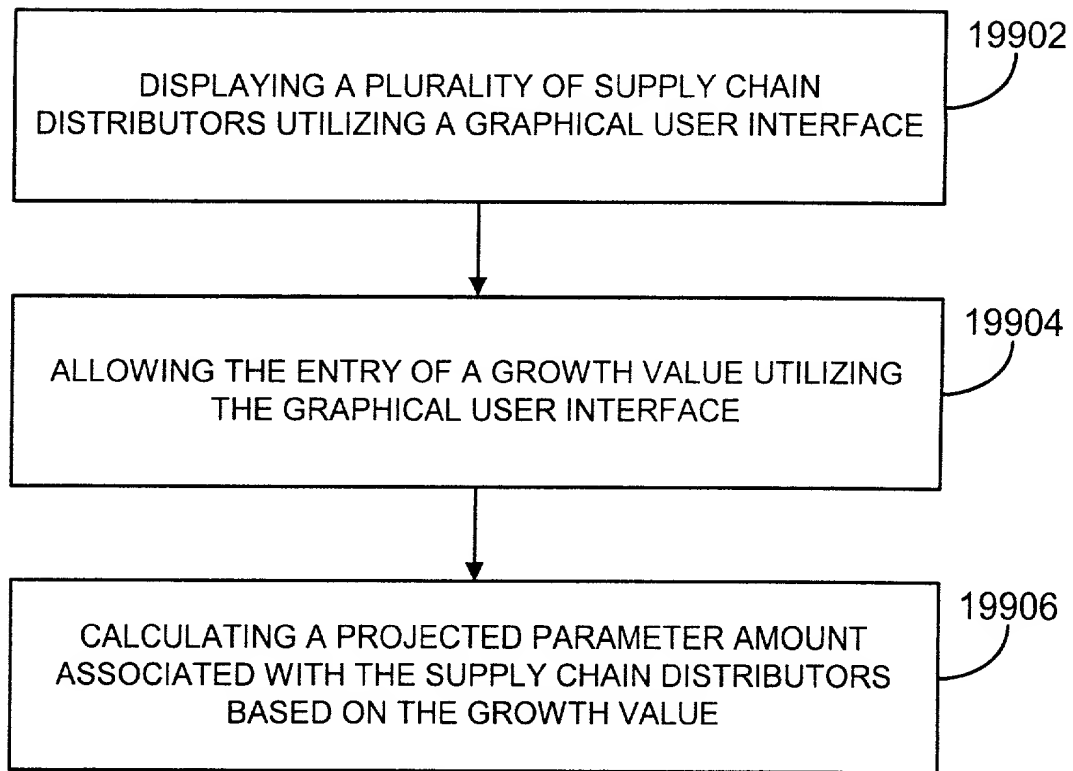 19902
DISPLAYING A PLURALITY OF SUPPLY CHAIN
DISTRIBUTORS UTILIZING A GRAPHICAL USER INTERFACE
19904
ALLOWING THE ENTRY OF A GROWTH VALUE UTILIZING
THE GRAPHICAL USER INTERFACE
19906
CALCULATING A PROJECTED PARAMETER AMOUNT
ASSOCIATED WITH THE SUPPLY CHAIN DISTRIBUTORS
BASED ON THE GROWTH VALUE